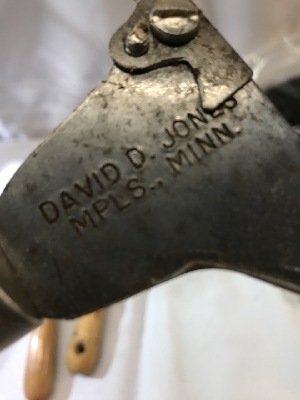 DAVID D. JONES
MPLS., MINN.